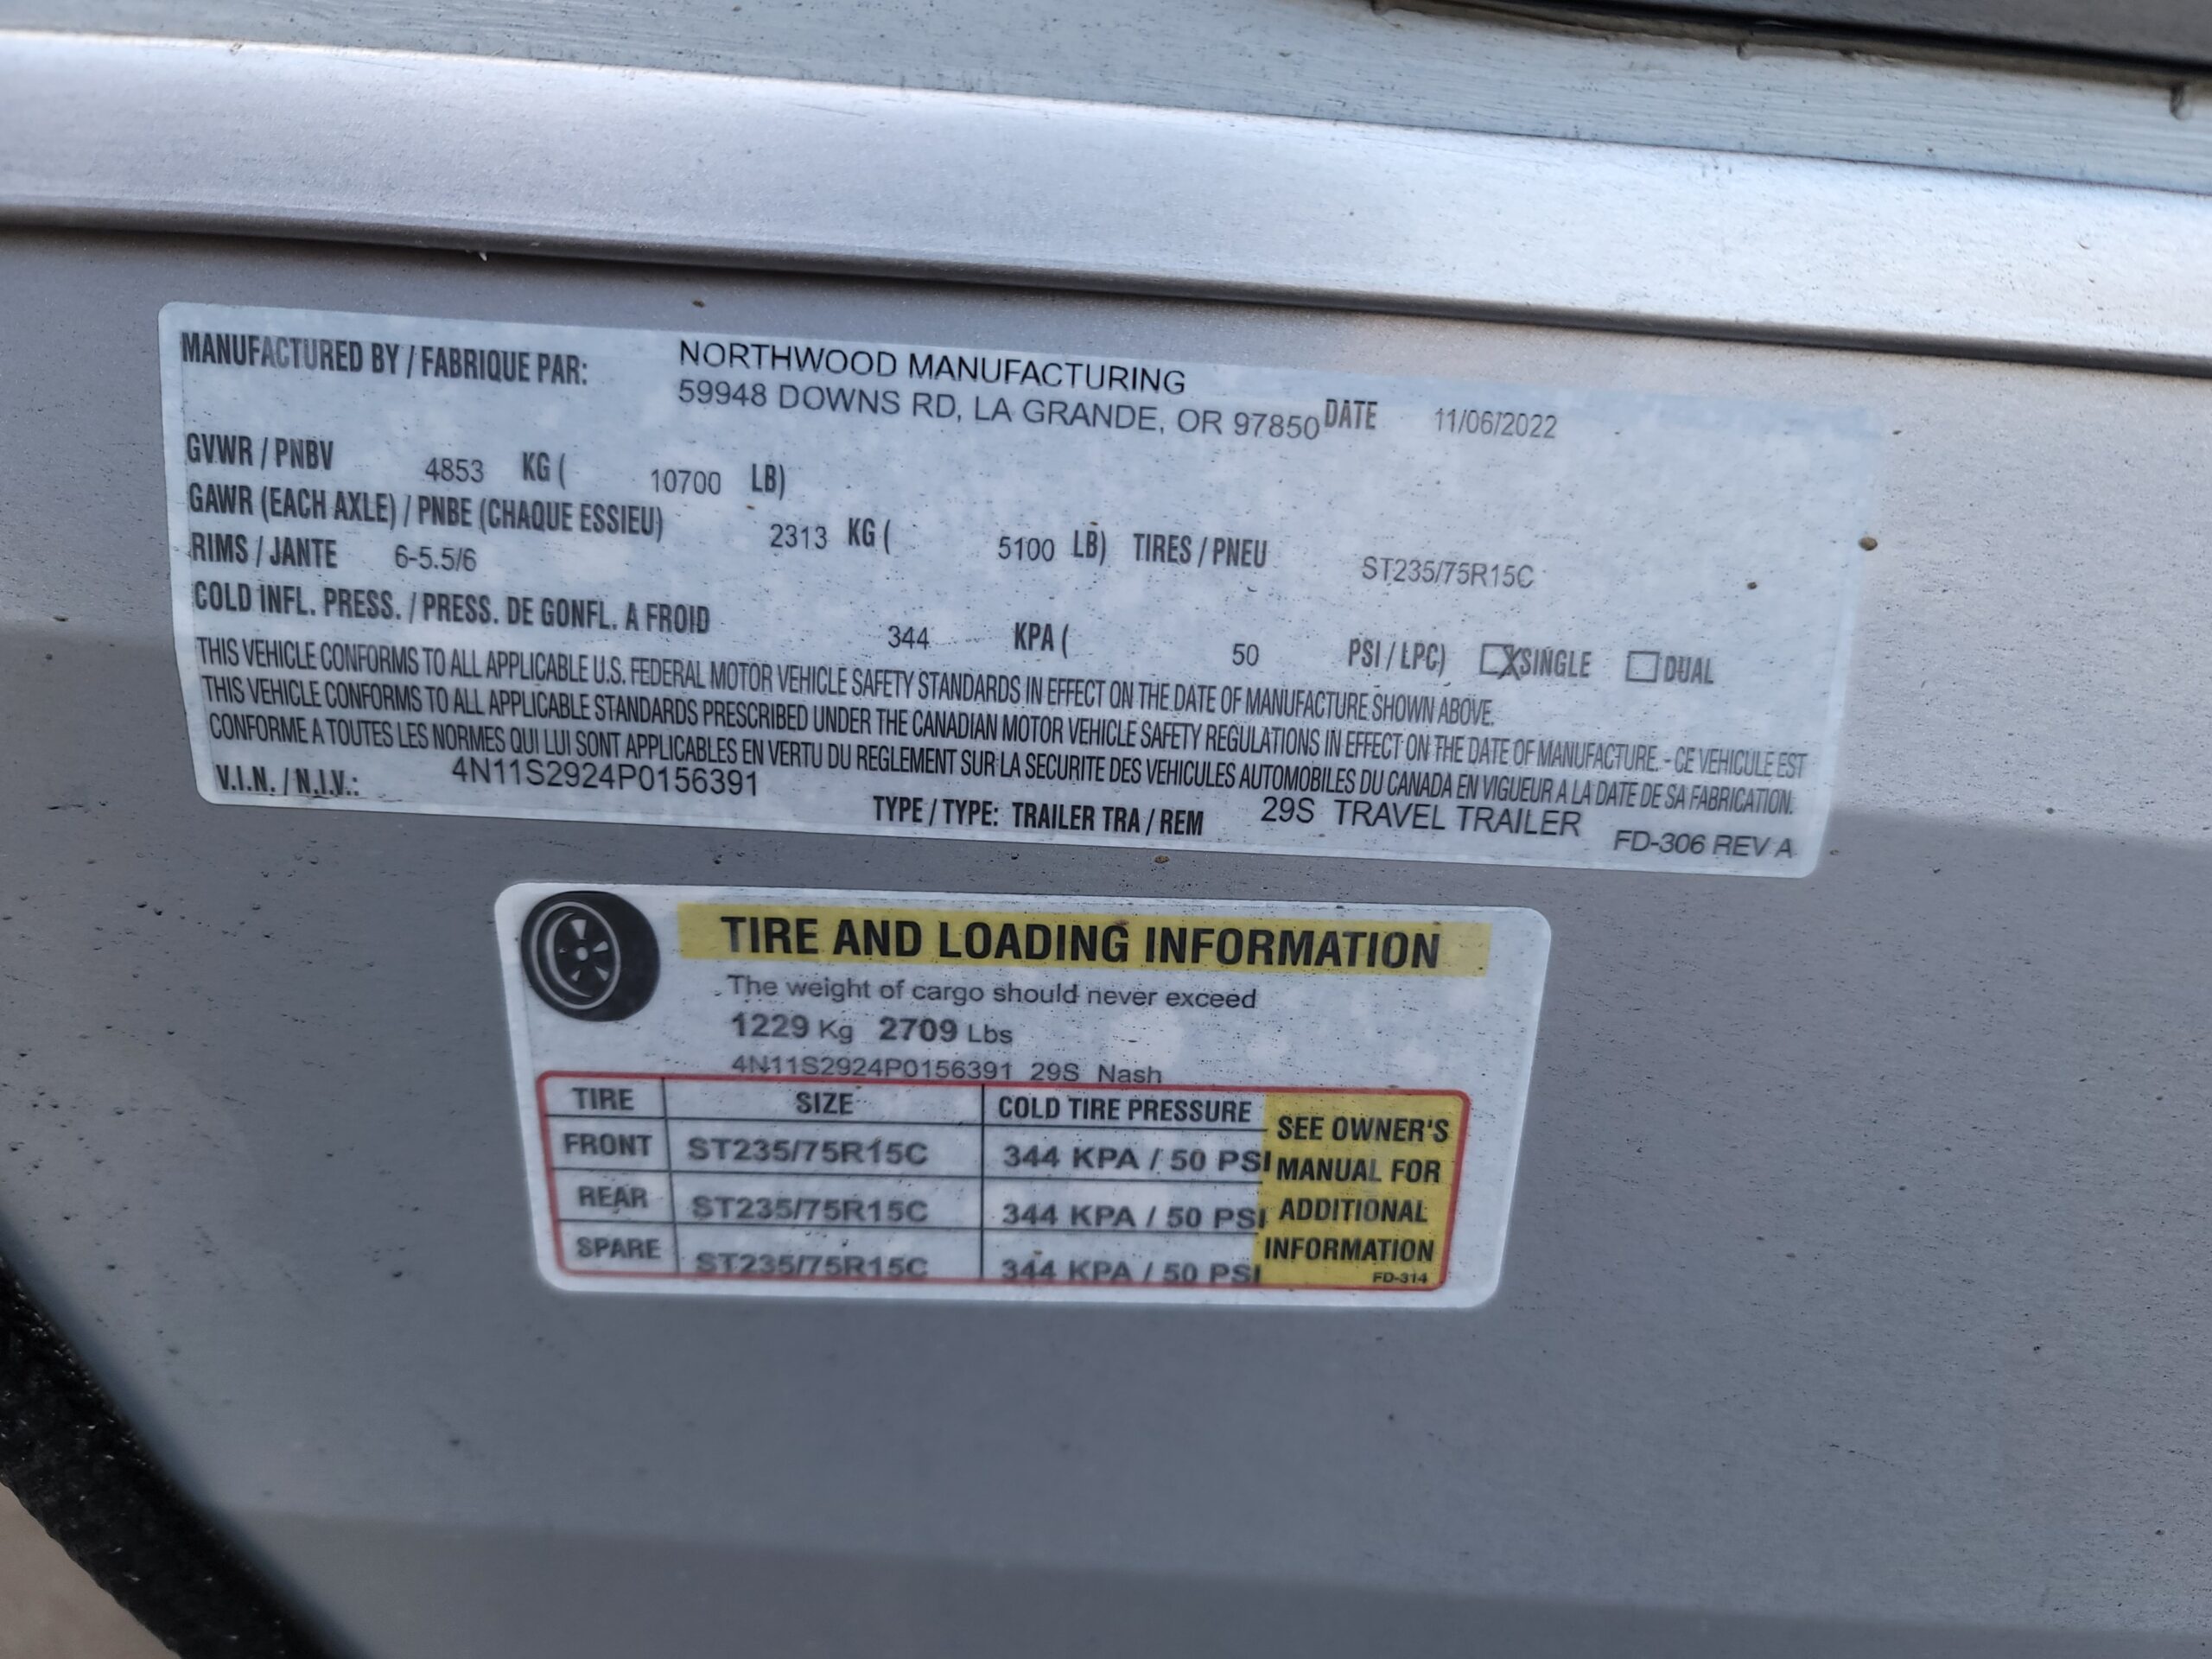 MANUFACTURED BY / FABRIQUE PAR: NORTHWOOD MANUFACTURING
59948 DOWNS RD, LA GRANDE, OR 97850 DATE 11/06/2022
GVWR / PNBV 4853 KG ( 10700 LB)
GAWR (EACH AXLE) / PNBE (CHAQUE ESSIEU) 2313 KG ( 5100 LB) TIRES / PNEU ST235/75R15C
RIMS / JANTE 6-5.5/6
COLD INFL. PRESS. / PRESS. DE GONFL. A FROID 344 KPA ( 50 PSI / LPC) ☒ SINGLE ☐ DUAL
THIS VEHICLE CONFORMS TO ALL APPLICABLE U.S. FEDERAL MOTOR VEHICLE SAFETY STANDARDS IN EFFECT ON THE DATE OF MANUFACTURE SHOWN ABOVE.
THIS VEHICLE CONFORMS TO ALL APPLICABLE STANDARDS PRESCRIBED UNDER THE CANADIAN MOTOR VEHICLE SAFETY REGULATIONS IN EFFECT ON THE DATE OF MANUFACTURE. - CE VEHICULE EST
CONFORME A TOUTES LES NORMES QUI LUI SONT APPLICABLES EN VERTU DU REGLEMENT SUR LA SECURITE DES VEHICULES AUTOMOBILES DU CANADA EN VIGUEUR A LA DATE DE SA FABRICATION.
V.I.N. / N.I.V.: 4N11S2924P0156391 TYPE / TYPE: TRAILER TRA / REM 29S TRAVEL TRAILER FD-306 REV A
TIRE AND LOADING INFORMATION
The weight of cargo should never exceed
1229 Kg 2709 Lbs
4N11S2924P0156391 29S Nash
TIRE SIZE COLD TIRE PRESSURE
FRONT ST235/75R15C 344 KPA / 50 PSI
REAR ST235/75R15C 344 KPA / 50 PSI
SPARE ST235/75R15C 344 KPA / 50 PSI
SEE OWNER'S
MANUAL FOR
ADDITIONAL
INFORMATION
FD-314